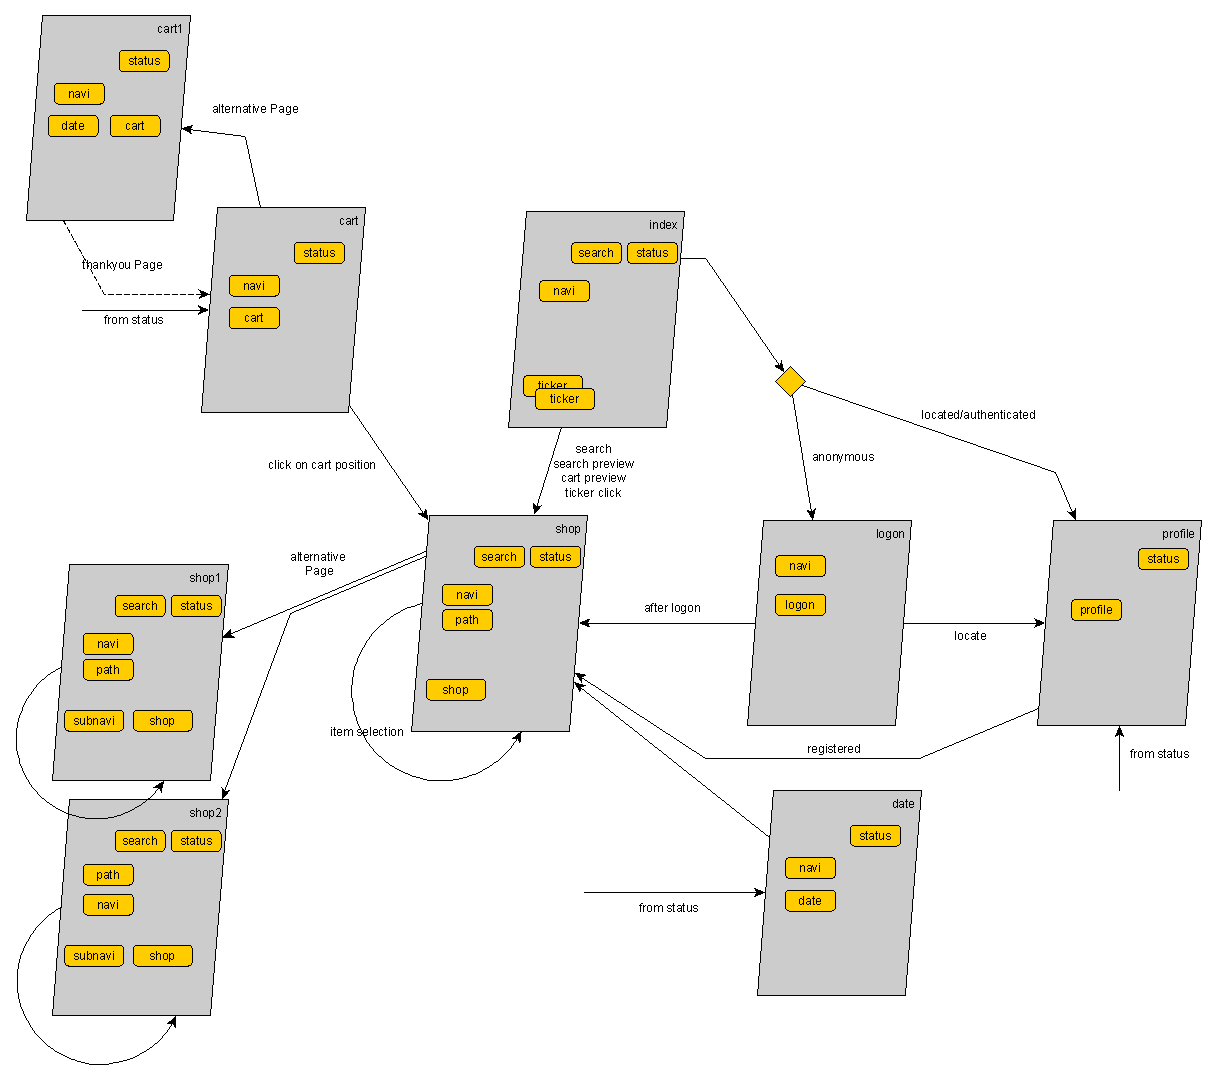 cart1
status
navi
date
cart
alternative Page
thankyou Page
from status
cart
status
navi
cart
click on cart position
index
search
status
navi
ticker
ticker
search
search preview
cart preview
ticker click
located/authenticated
anonymous
shop
search
status
navi
path
shop
item selection
alternative
Page
after logon
logon
navi
logon
locate
profile
status
profile
registered
from status
shop1
search
status
navi
path
subnavi
shop
shop2
search
status
path
navi
subnavi
shop
date
status
navi
date
from status